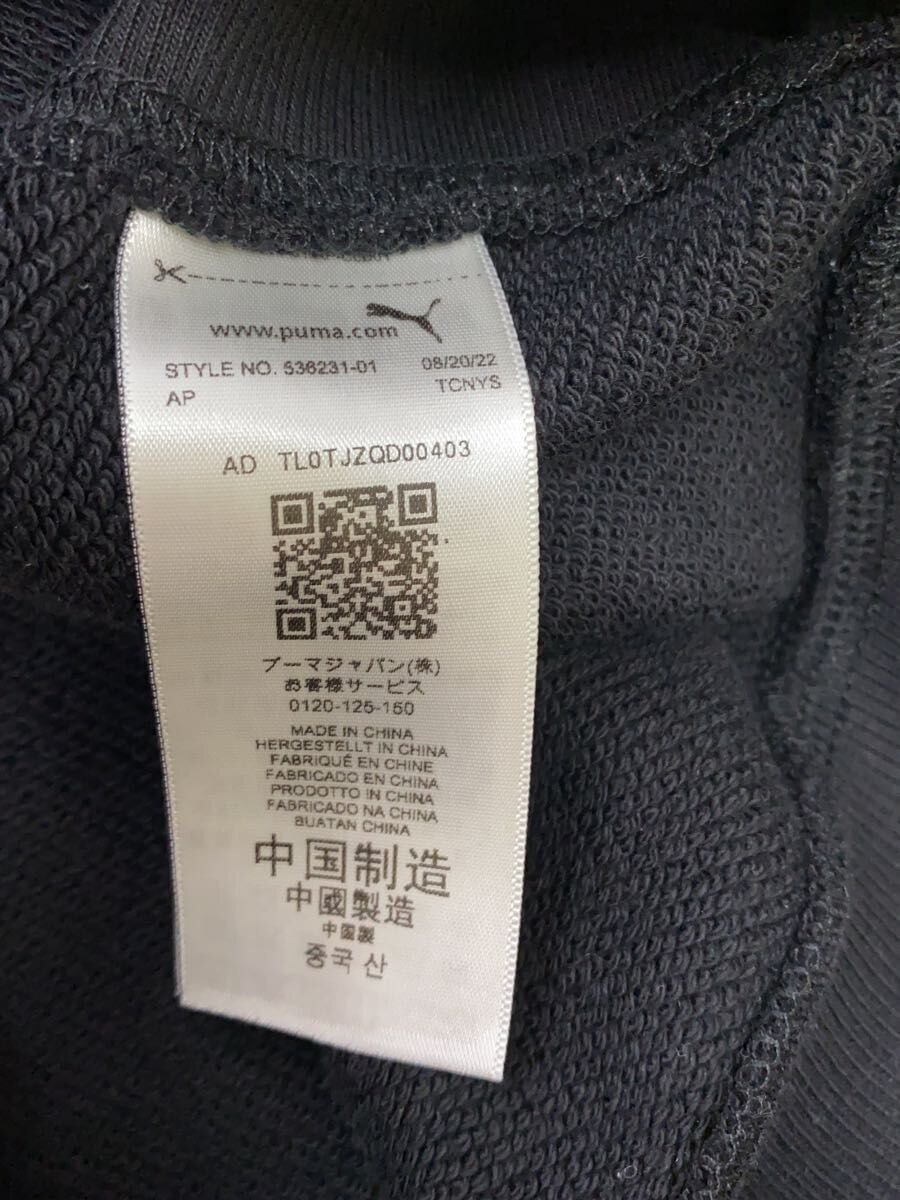 www.puma.com
STYLE NO. 536231-01 08/20/22
AP TCNYS
AD TL0TJZQD00403
プーマジャパン(株)
お客様サービス
0120-125-150
MADE IN CHINA
HERGESTELLT IN CHINA
FABRIQUÉ EN CHINE
FABRICADO EN CHINA
PRODOTTO IN CHINA
FABRICADO NA CHINA
BUATAN CHINA
中国制造
中國製造
中国製
중국 산